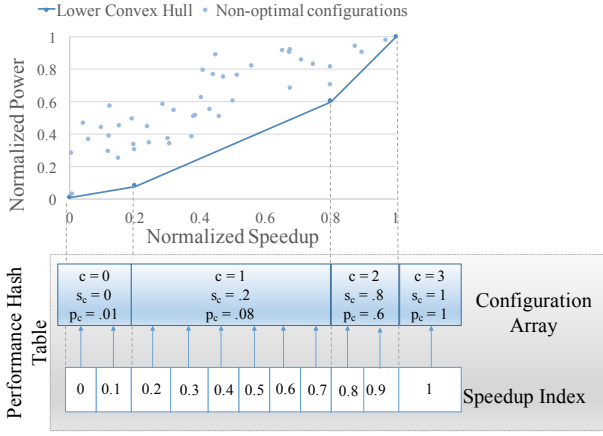 Lower Convex Hull
Non-optimal configurations
Normalized Power
1
0.8
0.6
0.4
0.2
0
0
0.2
0.4
0.6
0.8
1
Normalized Speedup
Performance Hash
Table
c = 0
s_c = 0
p_c = .01
c = 1
s_c = .2
p_c = .08
c = 2
s_c = .8
p_c = .6
c = 3
s_c = 1
p_c = 1
Configuration
Array
0 0.1 0.2 0.3 0.4 0.5 0.6 0.7 0.8 0.9 1
Speedup Index